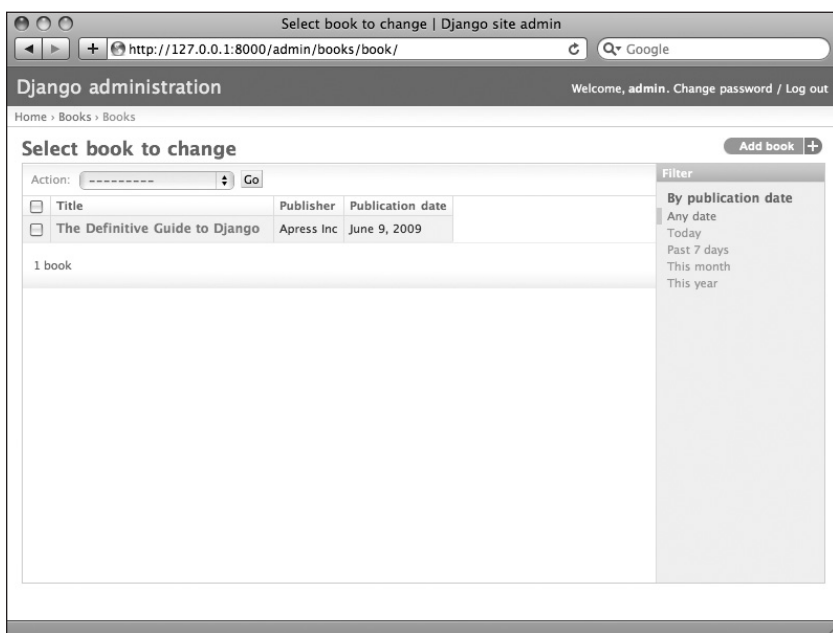 Select book to change | Django site admin
http://127.0.0.1:8000/admin/books/book/
Google
Django administration
Welcome, admin. Change password / Log out
Home › Books › Books
Select book to change
Add book +
Action: --------- Go
Title Publisher Publication date
The Definitive Guide to Django Apress Inc June 9, 2009
1 book
Filter
By publication date
Any date
Today
Past 7 days
This month
This year